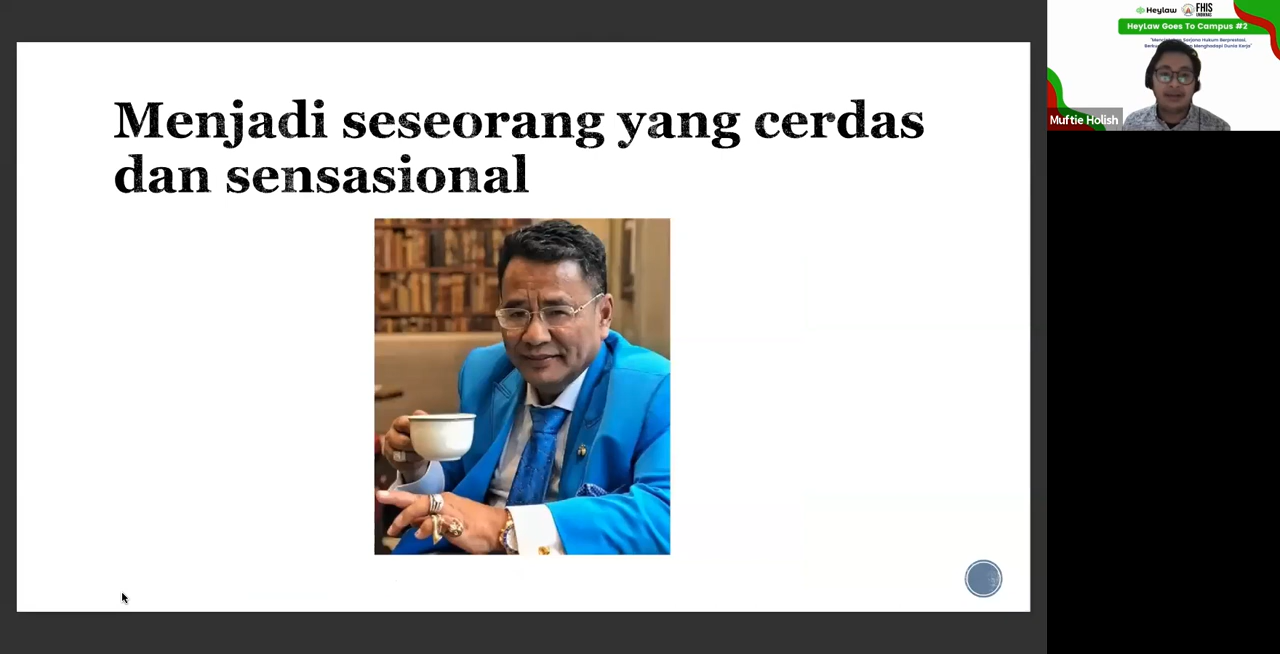 Menjadi seseorang yang cerdas
dan sensasional
Heylaw
FHIS
HeyLaw Goes To Campus #2
Muftie Holish